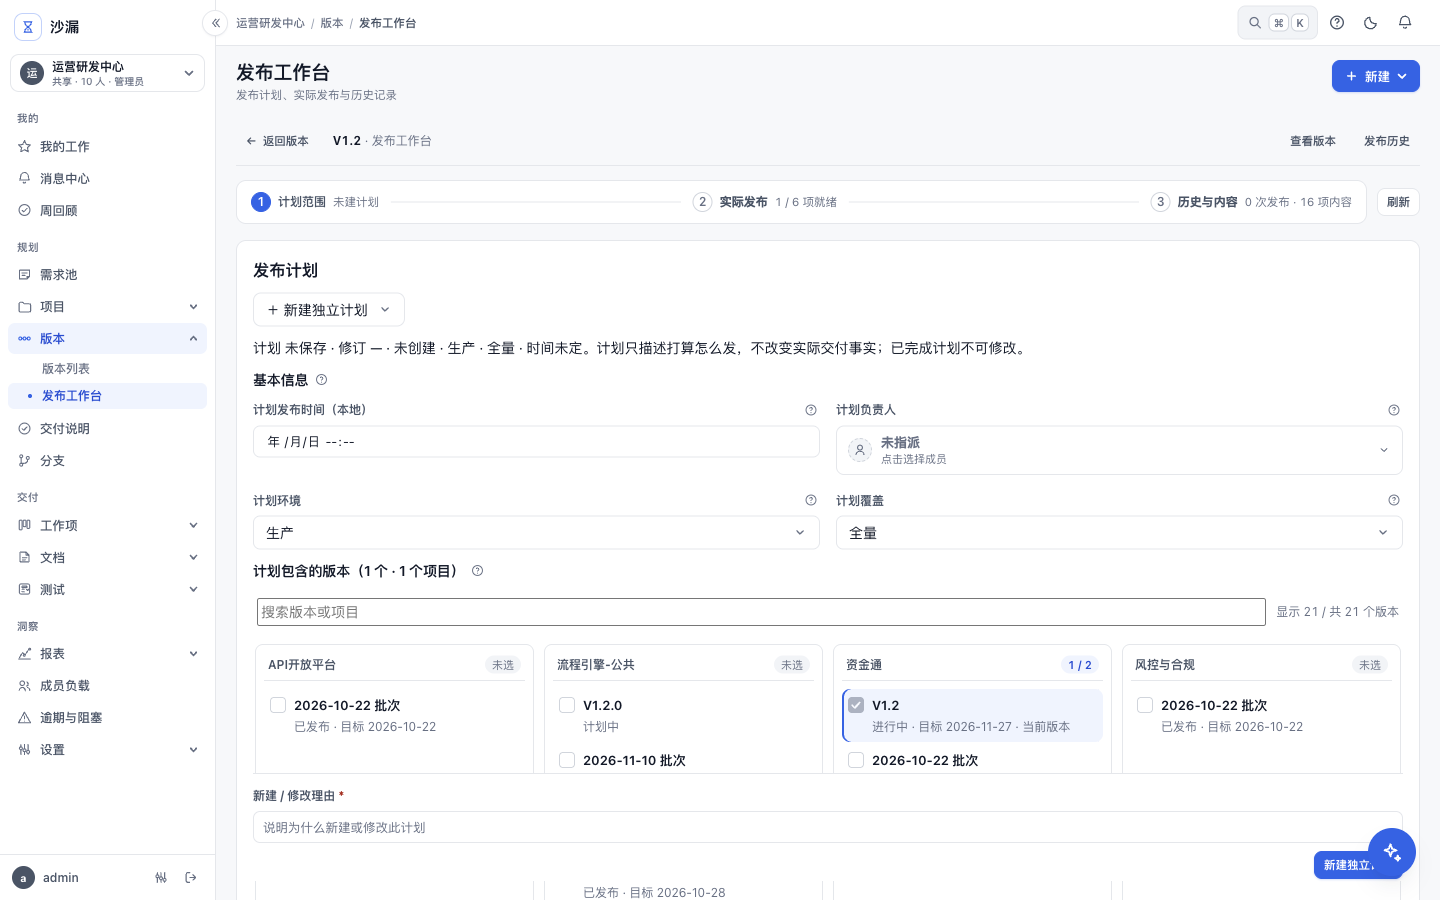 沙漏
运营研发中心 / 版本 / 发布工作台
⌘ K
运 运营研发中心
共享 · 10 人 · 管理员
我的
我的工作
消息中心
周回顾
规划
需求池
项目
版本
版本列表
发布工作台
交付说明
分支
交付
工作项
文档
测试
洞察
报表
成员负载
逾期与阻塞
设置
a admin
发布工作台
发布计划、实际发布与历史记录
+ 新建
← 返回版本 V1.2 · 发布工作台
查看版本 发布历史
1 计划范围 未建计划
2 实际发布 1 / 6 项就绪
3 历史与内容 0 次发布 · 16 项内容
刷新
发布计划
+ 新建独立计划
计划 未保存 · 修订 — · 未创建 · 生产 · 全量 · 时间未定。计划只描述打算怎么发，不改变实际交付事实；已完成计划不可修改。
基本信息
计划发布时间（本地）
年 /月/日 --:--
计划负责人
未指派
点击选择成员
计划环境
生产
计划覆盖
全量
计划包含的版本（1 个 · 1 个项目）
搜索版本或项目
显示 21 / 共 21 个版本
API开放平台 未选
2026-10-22 批次
已发布 · 目标 2026-10-22
流程引擎-公共 未选
V1.2.0
计划中
2026-11-10 批次
资金通 1 / 2
V1.2
进行中 · 目标 2026-11-27 · 当前版本
2026-10-22 批次
风控与合规 未选
2026-10-22 批次
已发布 · 目标 2026-10-22
新建 / 修改理由 *
说明为什么新建或修改此计划
新建独立
已发布 · 目标 2026-10-28